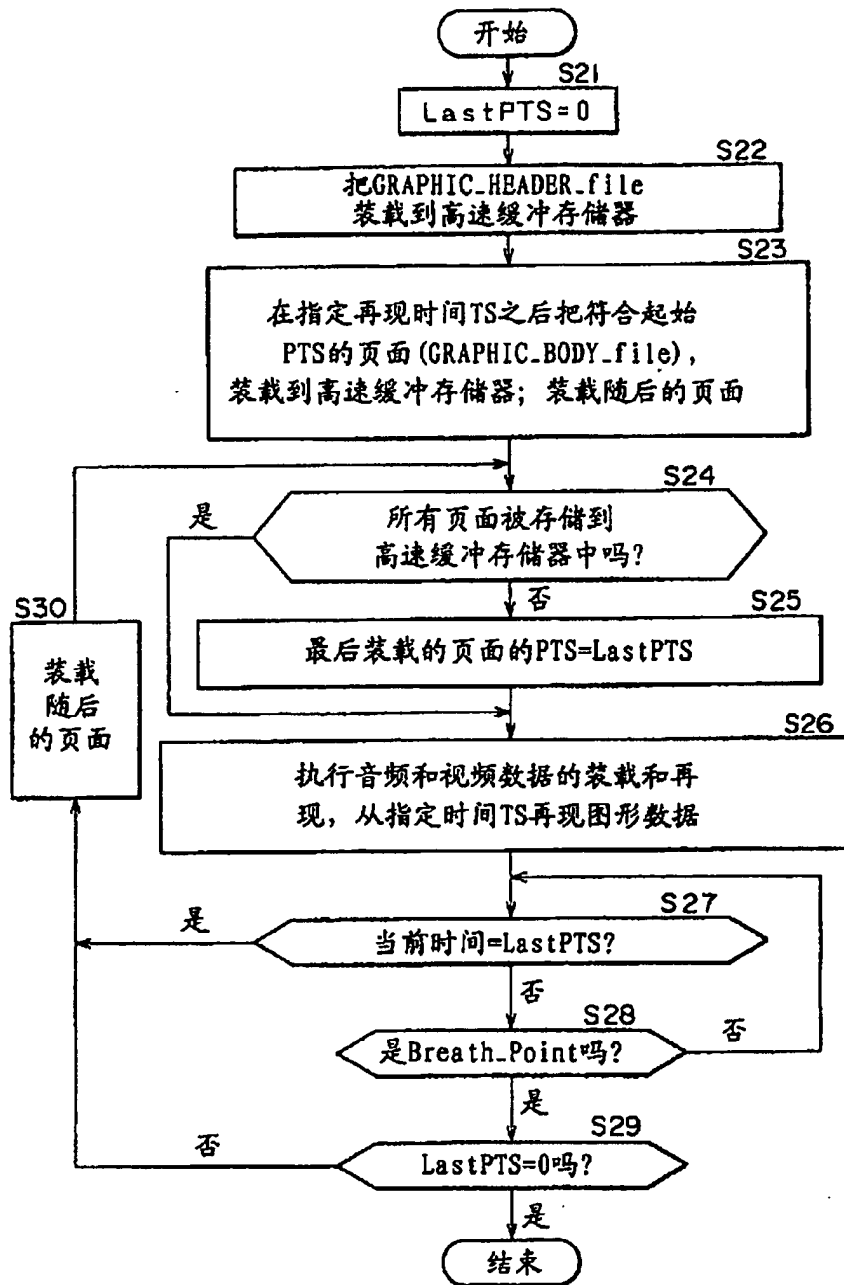 开始
S21
LastPTS=0
S22
把GRAPHIC_HEADER_file
装载到高速缓冲存储器
S23
在指定再现时间TS之后把符合起始
PTS的页面(GRAPHIC_BODY_file),
装载到高速缓冲存储器；装载随后的页面
S24
是
所有页面被存储到
高速缓冲存储器中吗?
否
S30
装载
随后
的页面
S25
最后装载的页面的PTS=LastPTS
S26
执行音频和视频数据的装载和再
现，从指定时间TS再现图形数据
S27
是
当前时间=LastPTS?
否
S28
是Breath_Point吗?
否
是
S29
否
LastPTS=0吗?
是
结束